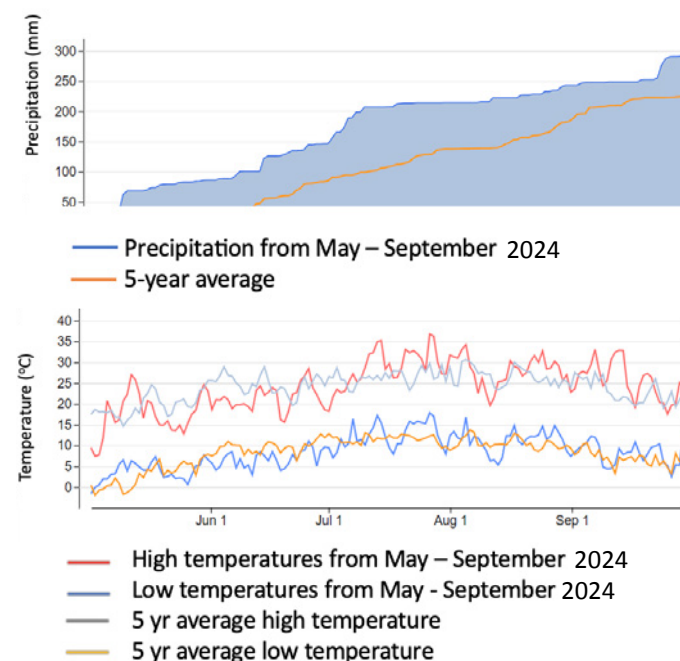 Precipitation (mm)
300
250
200
150
100
50
Precipitation from May – September 2024
5-year average
Temperature (°C)
40
35
30
25
20
15
10
5
0
Jun 1 Jul 1 Aug 1 Sep 1
High temperatures from May – September 2024
Low temperatures from May - September 2024
5 yr average high temperature
5 yr average low temperature